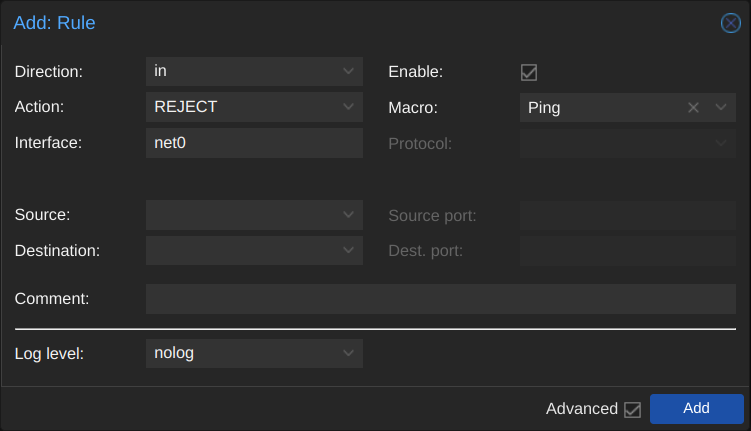 Add: Rule
Direction: in Enable:
Action: REJECT Macro: Ping
Interface: net0 Protocol:
Source: Source port:
Destination: Dest. port:
Comment:
Log level: nolog
Advanced Add